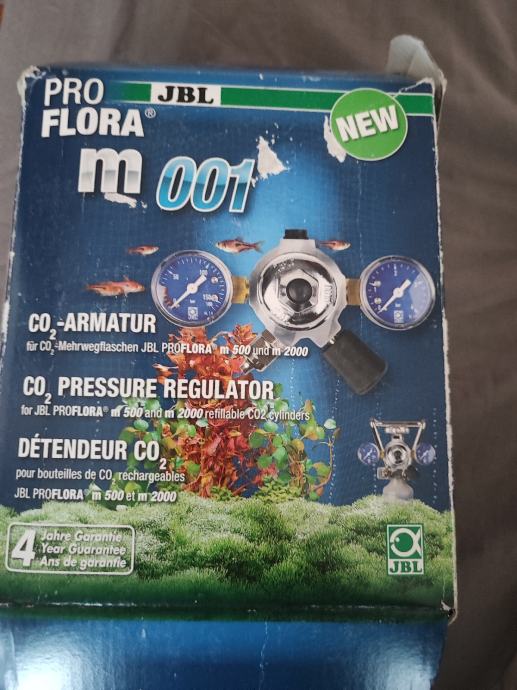 PRO JBL
FLORA®
NEW
m 001
CO2-ARMATUR
für CO2-Mehrwegflaschen JBL PROFLORA® m 500 und m 2000
CO2 PRESSURE REGULATOR
for JBL PROFLORA® m 500 and m 2000 refillable CO2 cylinders
DÉTENDEUR CO2
pour bouteilles de CO2 rechargeables
JBL PROFLORA® m 500 et m 2000
4 Jahre Garantie
Year Guarantee
Ans de garantie
JBL